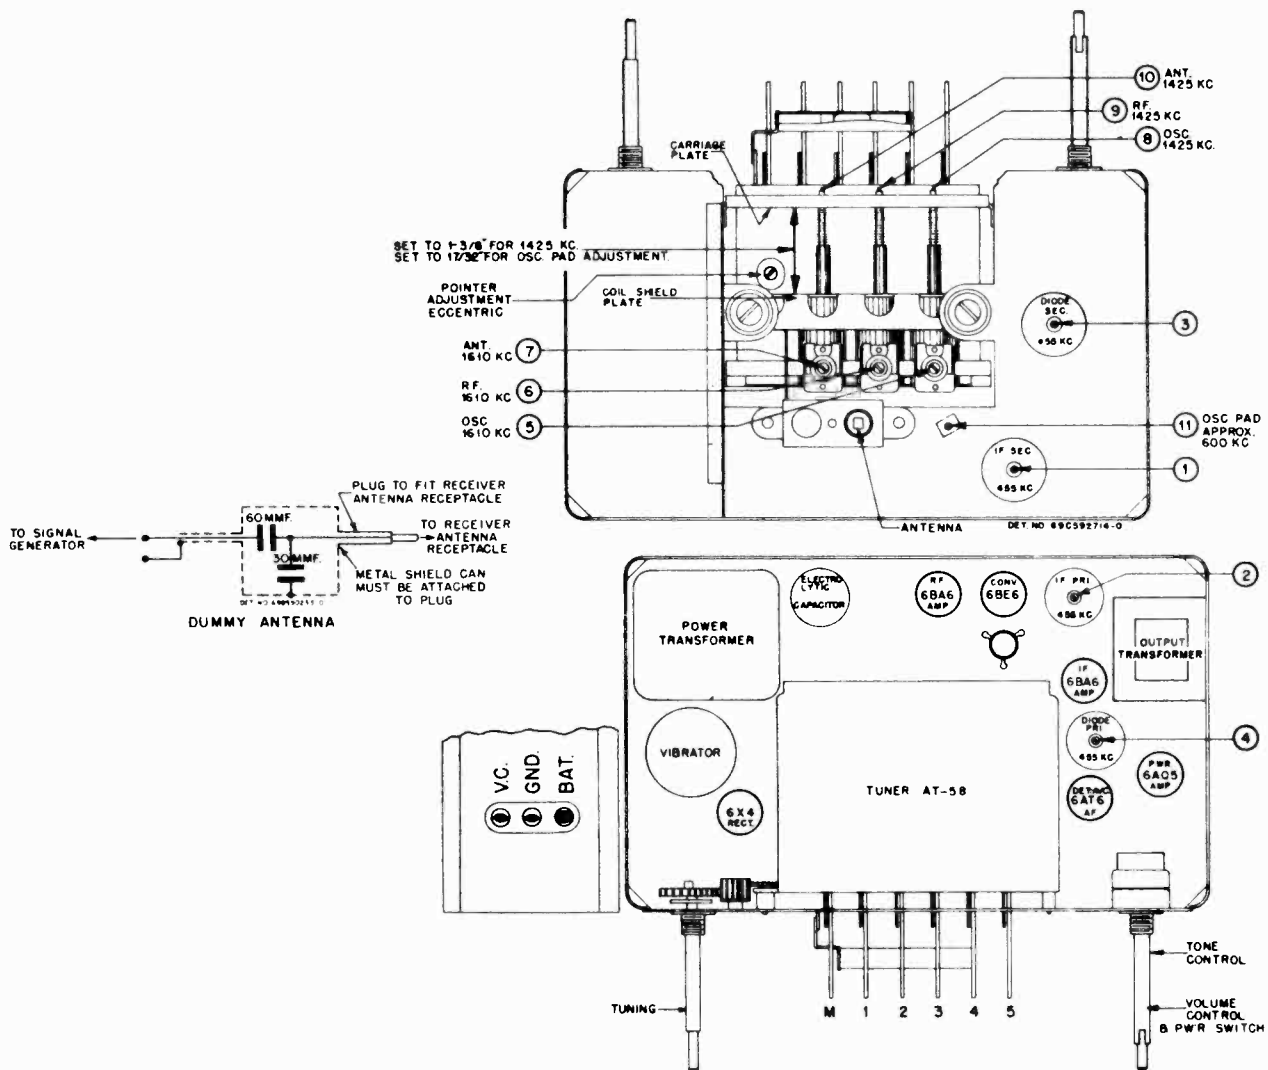 10 ANT.
1425 KC
9 RF.
1425 KC
8 OSC.
1425 KC.
CARRIAGE
PLATE
SET TO 1-3/8" FOR 1425 KC.
SET TO 17/32" FOR OSC. PAD ADJUSTMENT
POINTER
ADJUSTMENT
ECCENTRIC
COIL SHIELD
PLATE
DIODE
SEC.
455 KC
3
ANT.
1610 KC 7
RF.
1610 KC 6
OSC
1610 KC 5
11 OSC PAD
APPROX.
600 KC
IF SEC
455 KC
1
ANTENNA
DET. NO 69C592714-0
PLUG TO FIT RECEIVER
ANTENNA RECEPTACLE
60 MMF.
TO SIGNAL
GENERATOR
TO RECEIVER
ANTENNA
RECEPTACLE
30 MMF.
METAL SHIELD CAN
MUST BE ATTACHED
TO PLUG
DUMMY ANTENNA
POWER
TRANSFORMER
ELECTRO
LYTIC
CAPACITOR
RF
6BA6
AMP
CONV
6BE6
IF PRI
455 KC
2
OUTPUT
TRANSFORMER
IF
6BA6
AMP
VIBRATOR
DIODE
PRI
455 KC
4
V.C.
GND.
BAT.
TUNER AT-58
PWR
6AQ5
AMP
DET.-AVC
6AT6
AF
6X4
RECT.
TONE
CONTROL
TUNING
M 1 2 3 4 5
VOLUME
CONTROL
& PWR SWITCH